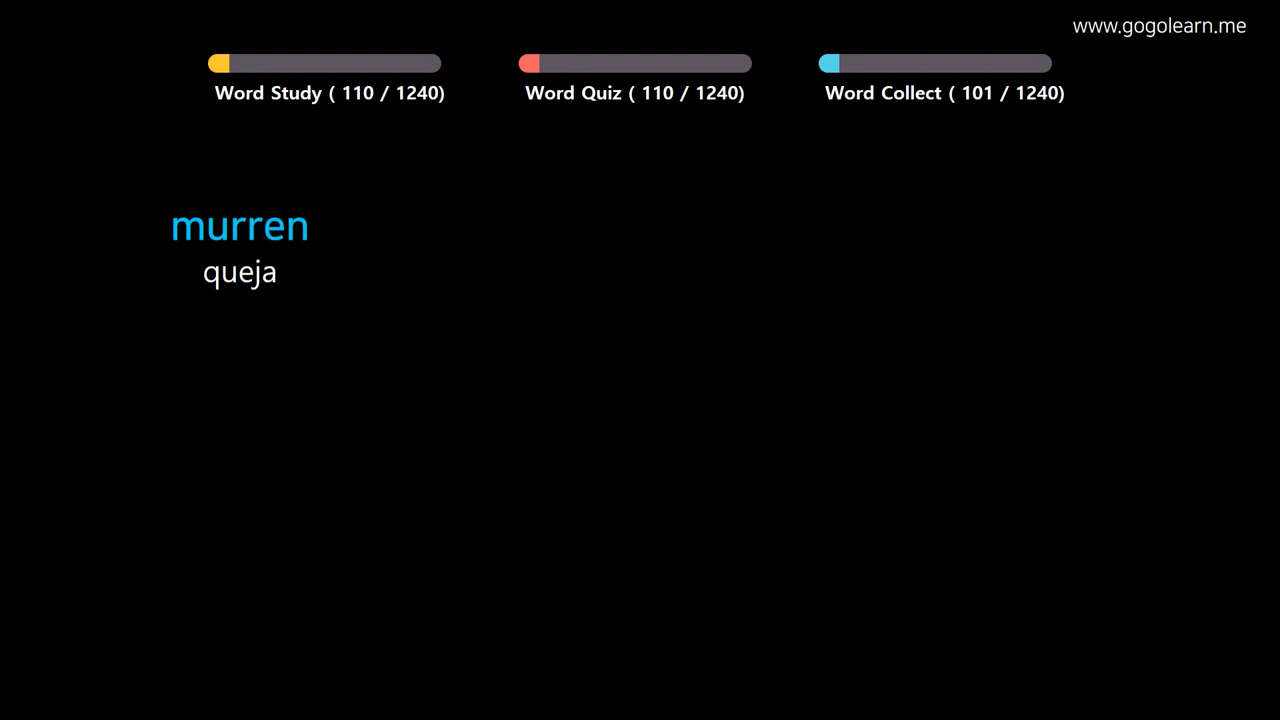 www.gogolearn.me
Word Study ( 110 / 1240)
Word Quiz ( 110 / 1240)
Word Collect ( 101 / 1240)
murren
queja